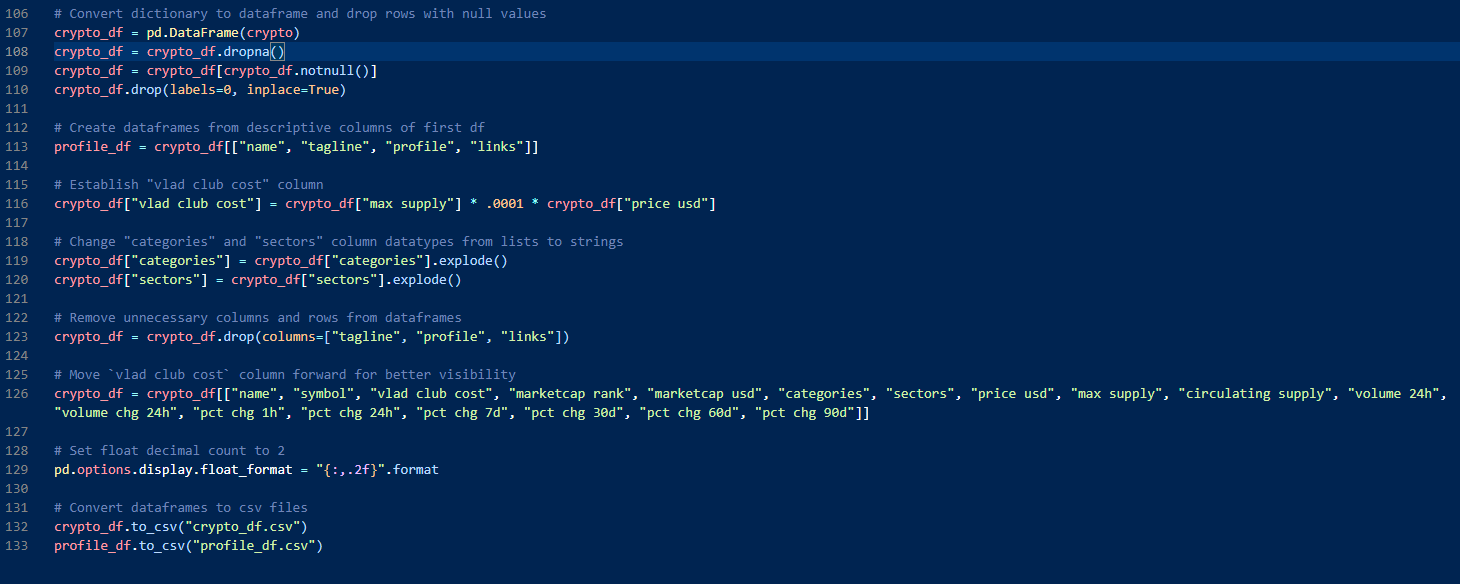 106 # Convert dictionary to dataframe and drop rows with null values
107 crypto_df = pd.DataFrame(crypto)
108 crypto_df = crypto_df.dropna()
109 crypto_df = crypto_df[crypto_df.notnull()]
110 crypto_df.drop(labels=0, inplace=True)
111
112 # Create dataframes from descriptive columns of first df
113 profile_df = crypto_df[["name", "tagline", "profile", "links"]]
114
115 # Establish "vlad club cost" column
116 crypto_df["vlad club cost"] = crypto_df["max supply"] * .0001 * crypto_df["price usd"]
117
118 # Change "categories" and "sectors" column datatypes from lists to strings
119 crypto_df["categories"] = crypto_df["categories"].explode()
120 crypto_df["sectors"] = crypto_df["sectors"].explode()
121
122 # Remove unnecessary columns and rows from dataframes
123 crypto_df = crypto_df.drop(columns=["tagline", "profile", "links"])
124
125 # Move `vlad club cost` column forward for better visibility
126 crypto_df = crypto_df[["name", "symbol", "vlad club cost", "marketcap rank", "marketcap usd", "categories", "sectors", "price usd", "max supply", "circulating supply", "volume 24h",
"volume chg 24h", "pct chg 1h", "pct chg 24h", "pct chg 7d", "pct chg 30d", "pct chg 60d", "pct chg 90d"]]
127
128 # Set float decimal count to 2
129 pd.options.display.float_format = "{:,.2f}".format
130
131 # Convert dataframes to csv files
132 crypto_df.to_csv("crypto_df.csv")
133 profile_df.to_csv("profile_df.csv")